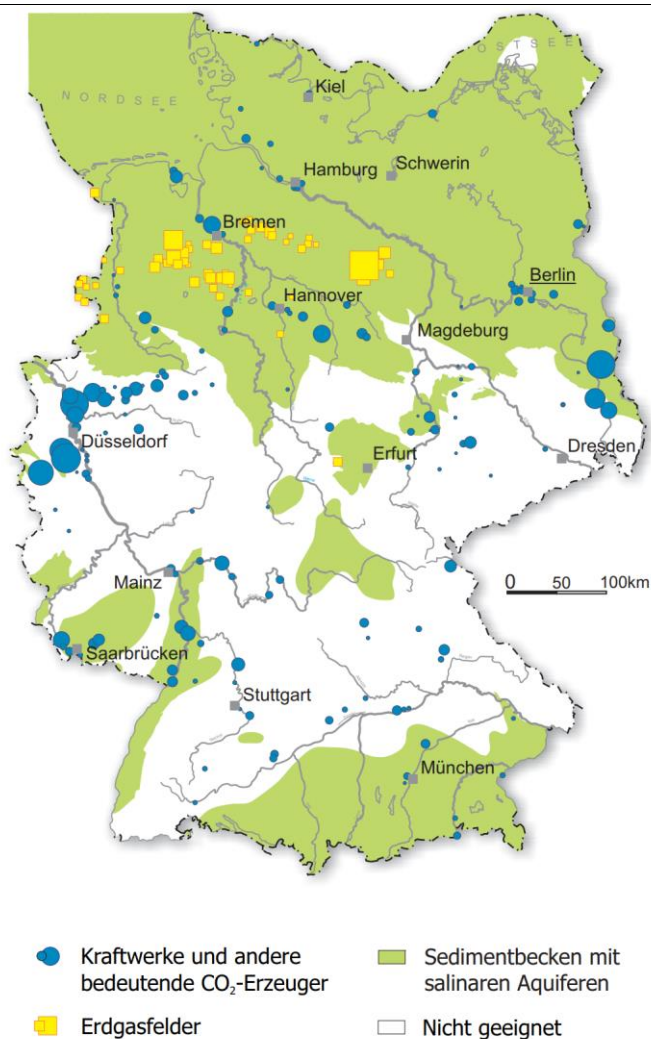 OSTSEE
Kiel
NORDSEE
Hamburg
Schwerin
Bremen
Berlin
Hannover
Magdeburg
Düsseldorf
Erfurt
Dresden
Mainz
0 50 100km
Saarbrücken
Stuttgart
München
Kraftwerke und andere
bedeutende CO₂-Erzeuger
Sedimentbecken mit
salinaren Aquiferen
Erdgasfelder
Nicht geeignet